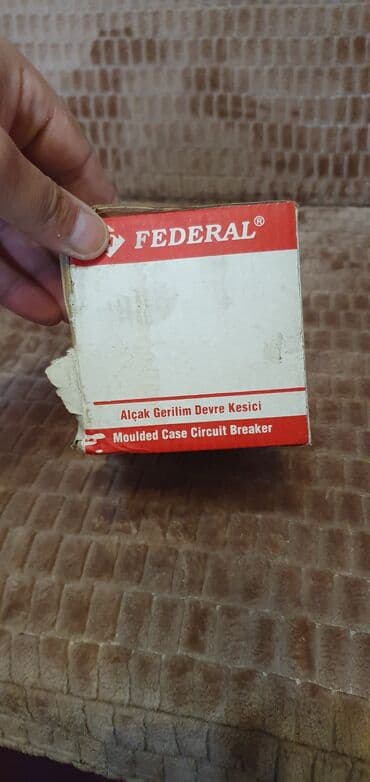 FEDERAL®
Alçak Gerilim Devre Kesici
Moulded Case Circuit Breaker